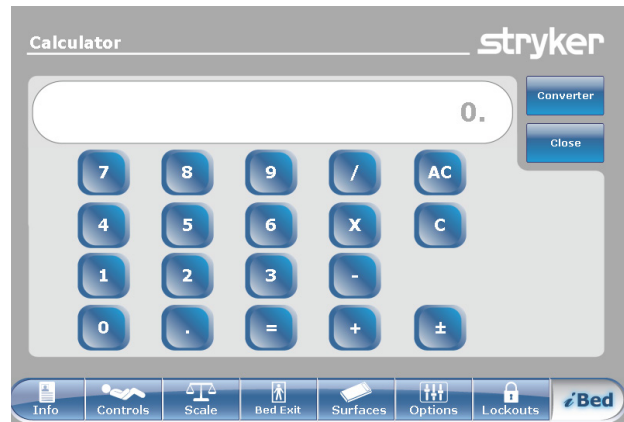 Calculator
stryker
0.
Converter
Close
7 8 9 / AC
4 5 6 X C
1 2 3 -
0 . = + ±
Info Controls Scale Bed Exit Surfaces Options Lockouts iBed